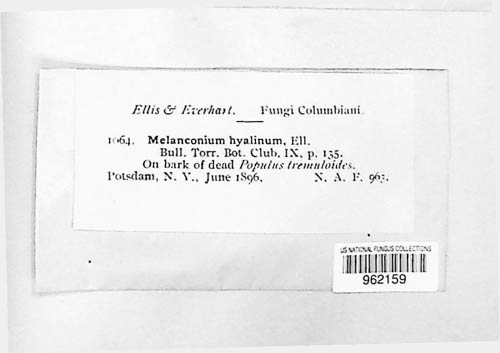 Ellis & Everhart. Fungi Columbiani.
1064. Melanconium hyalinum, Ell.
Bull. Torr. Bot. Club. IX, p. 135.
On bark of dead Populus tremuloides.
Potsdam, N. Y., June 1896. N. A. F. 963.
US NATIONAL FUNGUS COLLECTIONS
962159